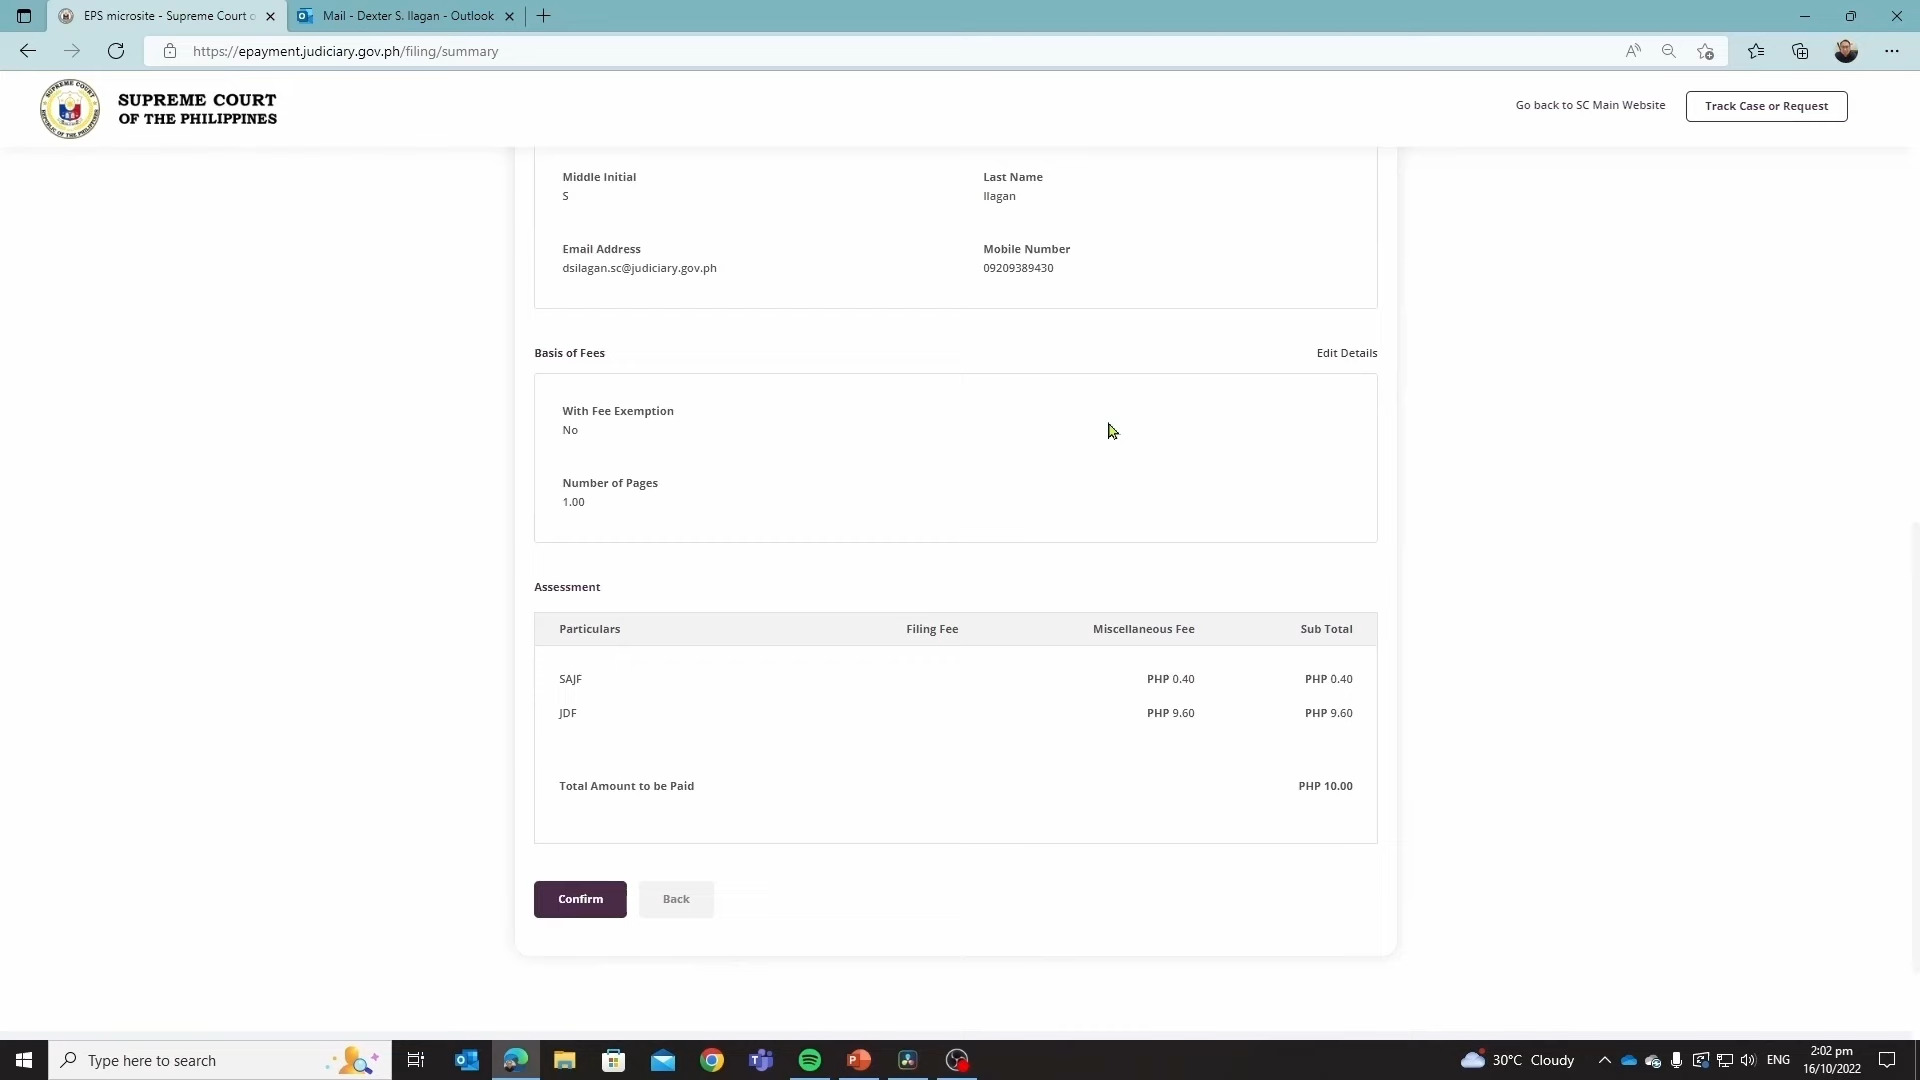 EPS microsite - Supreme Court o
Mail - Dexter S. Ilagan - Outlook
https://epayment.judiciary.gov.ph/filing/summary
SUPREME COURT
OF THE PHILIPPINES
Go back to SC Main Website
Track Case or Request
Middle Initial
Last Name
S
Ilagan
Email Address
Mobile Number
dsilagan.sc@judiciary.gov.ph
09209389430
Basis of Fees
Edit Details
With Fee Exemption
No
Number of Pages
1.00
Assessment
Particulars Filing Fee Miscellaneous Fee Sub Total
SAJF PHP 0.40 PHP 0.40
JDF PHP 9.60 PHP 9.60
Total Amount to be Paid PHP 10.00
Confirm
Back
Type here to search
30°C Cloudy
ENG
2:02 pm
16/10/2022